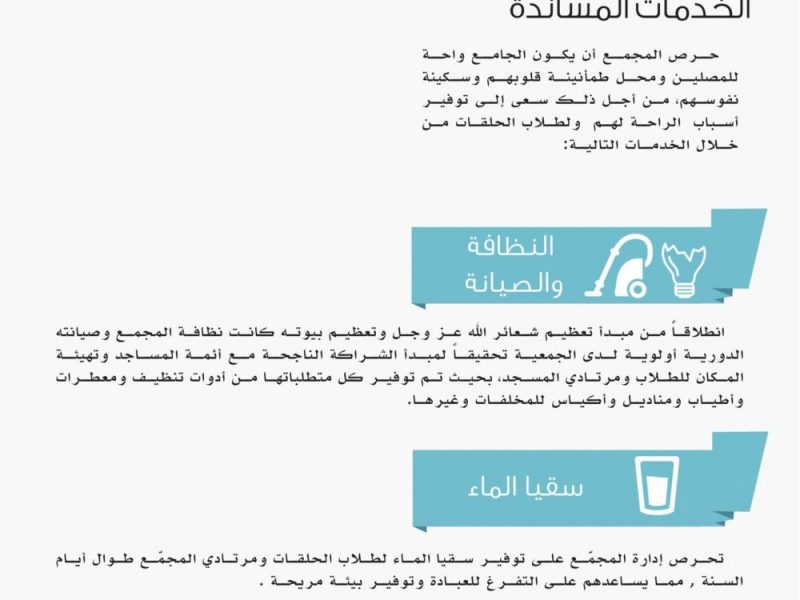 الخدمات المساندة
حرص المجمع أن يكون الجامع واحة
للمصلين ومحل طمأنينة قلوبهم وسكينة
نفوسهم، من أجل ذلك سعى إلى توفير
أسباب الراحة لهم ولطلاب الحلقات من
خلال الخدمات التالية:
النظافة
والصيانة
انطلاقاً من مبدأ تعظيم شعائر الله عز وجل وتعظيم بيوته كانت نظافة المجمع وصيانته
الدورية أولوية لدى الجمعية تحقيقاً لمبدأ الشراكة الناجحة مع أئمة المساجد وتهيئة
المكان للطلاب ومرتادي المسجد، بحيث تم توفير كل متطلباتها من أدوات تنظيف ومعطرات
وأطياب ومناديل وأكياس للمخلفات وغيرها.
سقيا الماء
تحرص إدارة المجمّع على توفير سقيا الماء لطلاب الحلقات ومرتادي المجمّع طوال أيام
السنة , مما يساعدهم على التفرغ للعبادة وتوفير بيئة مريحة .